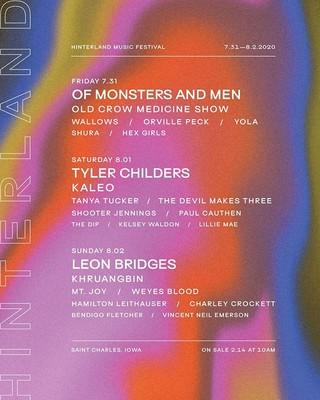 HINTERLAND
HINTERLAND MUSIC FESTIVAL 7.31—8.2.2020
FRIDAY 7.31
OF MONSTERS AND MEN
OLD CROW MEDICINE SHOW
WALLOWS / ORVILLE PECK / YOLA
SHURA / HEX GIRLS
SATURDAY 8.01
TYLER CHILDERS
KALEO
TANYA TUCKER / THE DEVIL MAKES THREE
SHOOTER JENNINGS / PAUL CAUTHEN
THE DIP / KELSEY WALDON / LILLIE MAE
SUNDAY 8.02
LEON BRIDGES
KHRUANGBIN
MT. JOY / WEYES BLOOD
HAMILTON LEITHAUSER / CHARLEY CROCKETT
BENDIGO FLETCHER / VINCENT NEIL EMERSON
SAINT CHARLES, IOWA ON SALE 2.14 AT 10AM